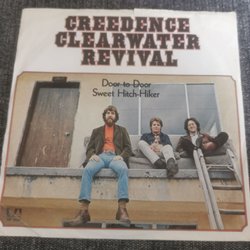 CREEDENCE
CLEARWATER
REVIVAL
Door to Door
Sweet Hitch-Hiker